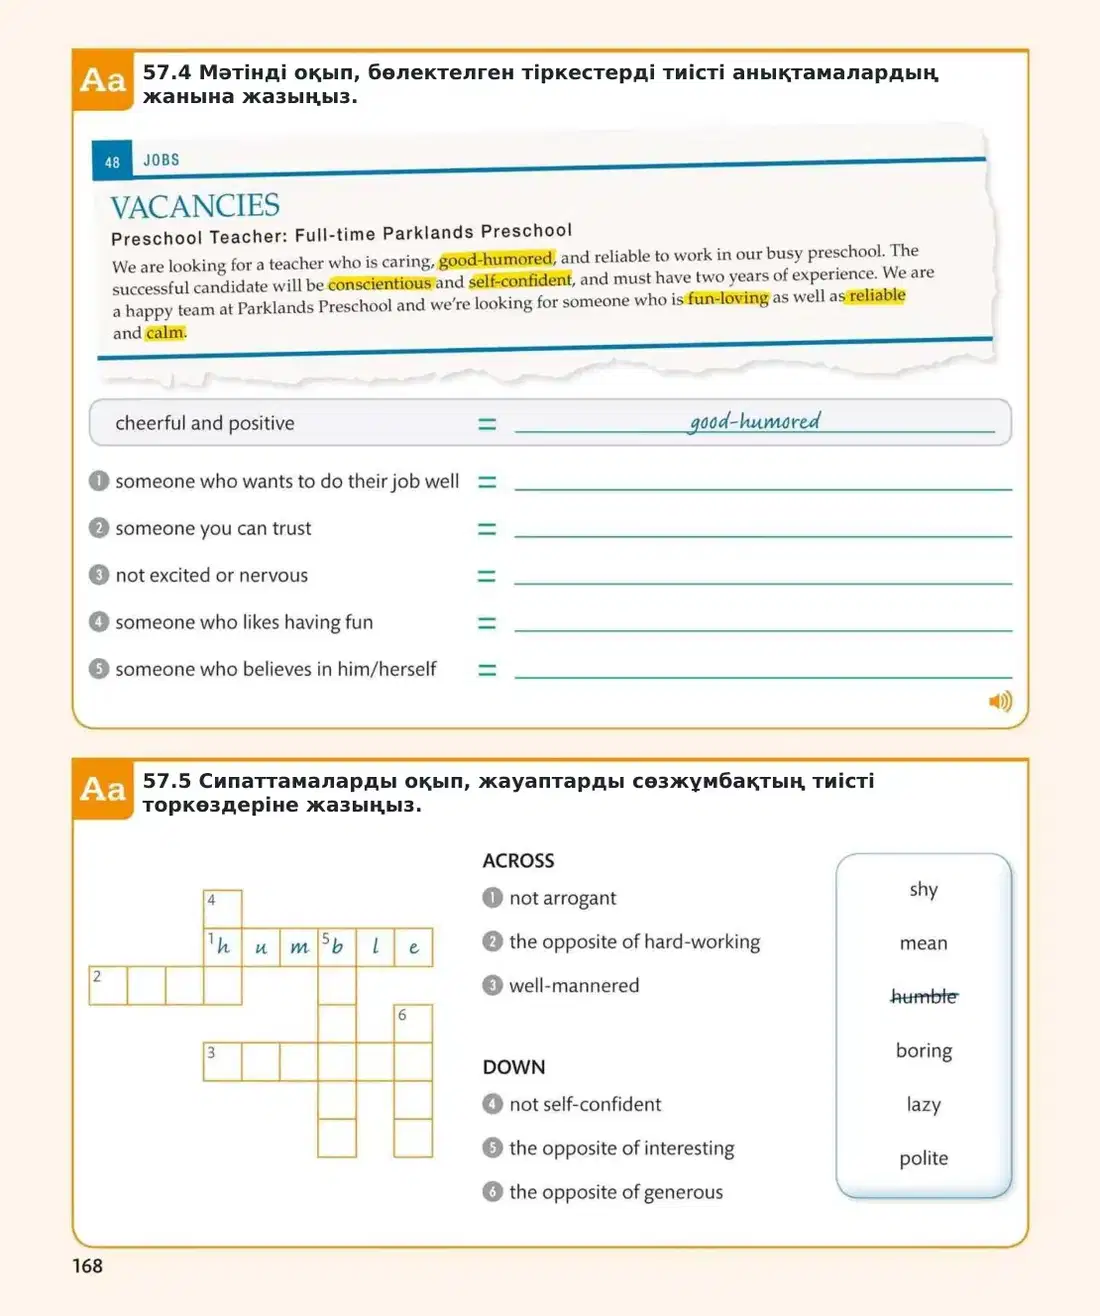 Aa
57.4 Мәтінді оқып, бөлектелген тіркестерді тиісті анықтамалардың
жанына жазыңыз.
48 JOBS
VACANCIES
Preschool Teacher: Full-time Parklands Preschool
We are looking for a teacher who is caring, good-humored, and reliable to work in our busy preschool. The
successful candidate will be conscientious and self-confident, and must have two years of experience. We are
a happy team at Parklands Preschool and we're looking for someone who is fun-loving as well as reliable
and calm.
cheerful and positive = good-humored
1 someone who wants to do their job well =
2 someone you can trust =
3 not excited or nervous =
4 someone who likes having fun =
5 someone who believes in him/herself =
Aa
57.5 Сипаттамаларды оқып, жауаптарды сөзжұмбақтың тиісті
торкөздеріне жазыңыз.
4
1 h u m 5 b l e
2
6
3
ACROSS
1 not arrogant
2 the opposite of hard-working
3 well-mannered
DOWN
4 not self-confident
5 the opposite of interesting
6 the opposite of generous
shy
mean
humble
boring
lazy
polite
168